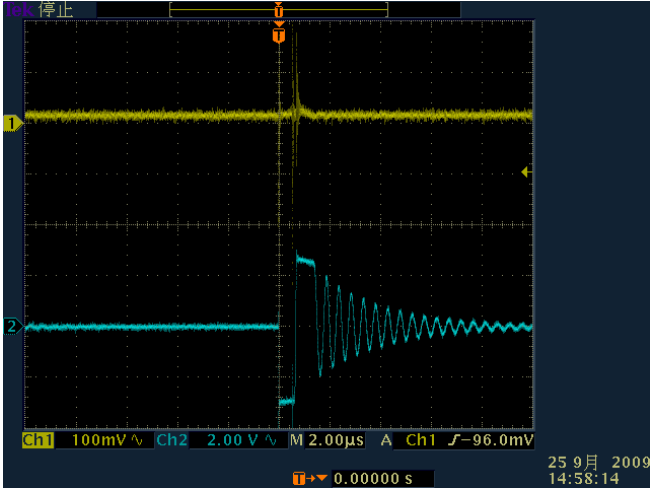 Tek 停止
T
T
1
2
Ch1 100mV ∿ Ch2 2.00 V ∿ M 2.00μs A Ch1 ʃ -96.0mV
T→▼ 0.00000 s
25 9月 2009
14:58:14